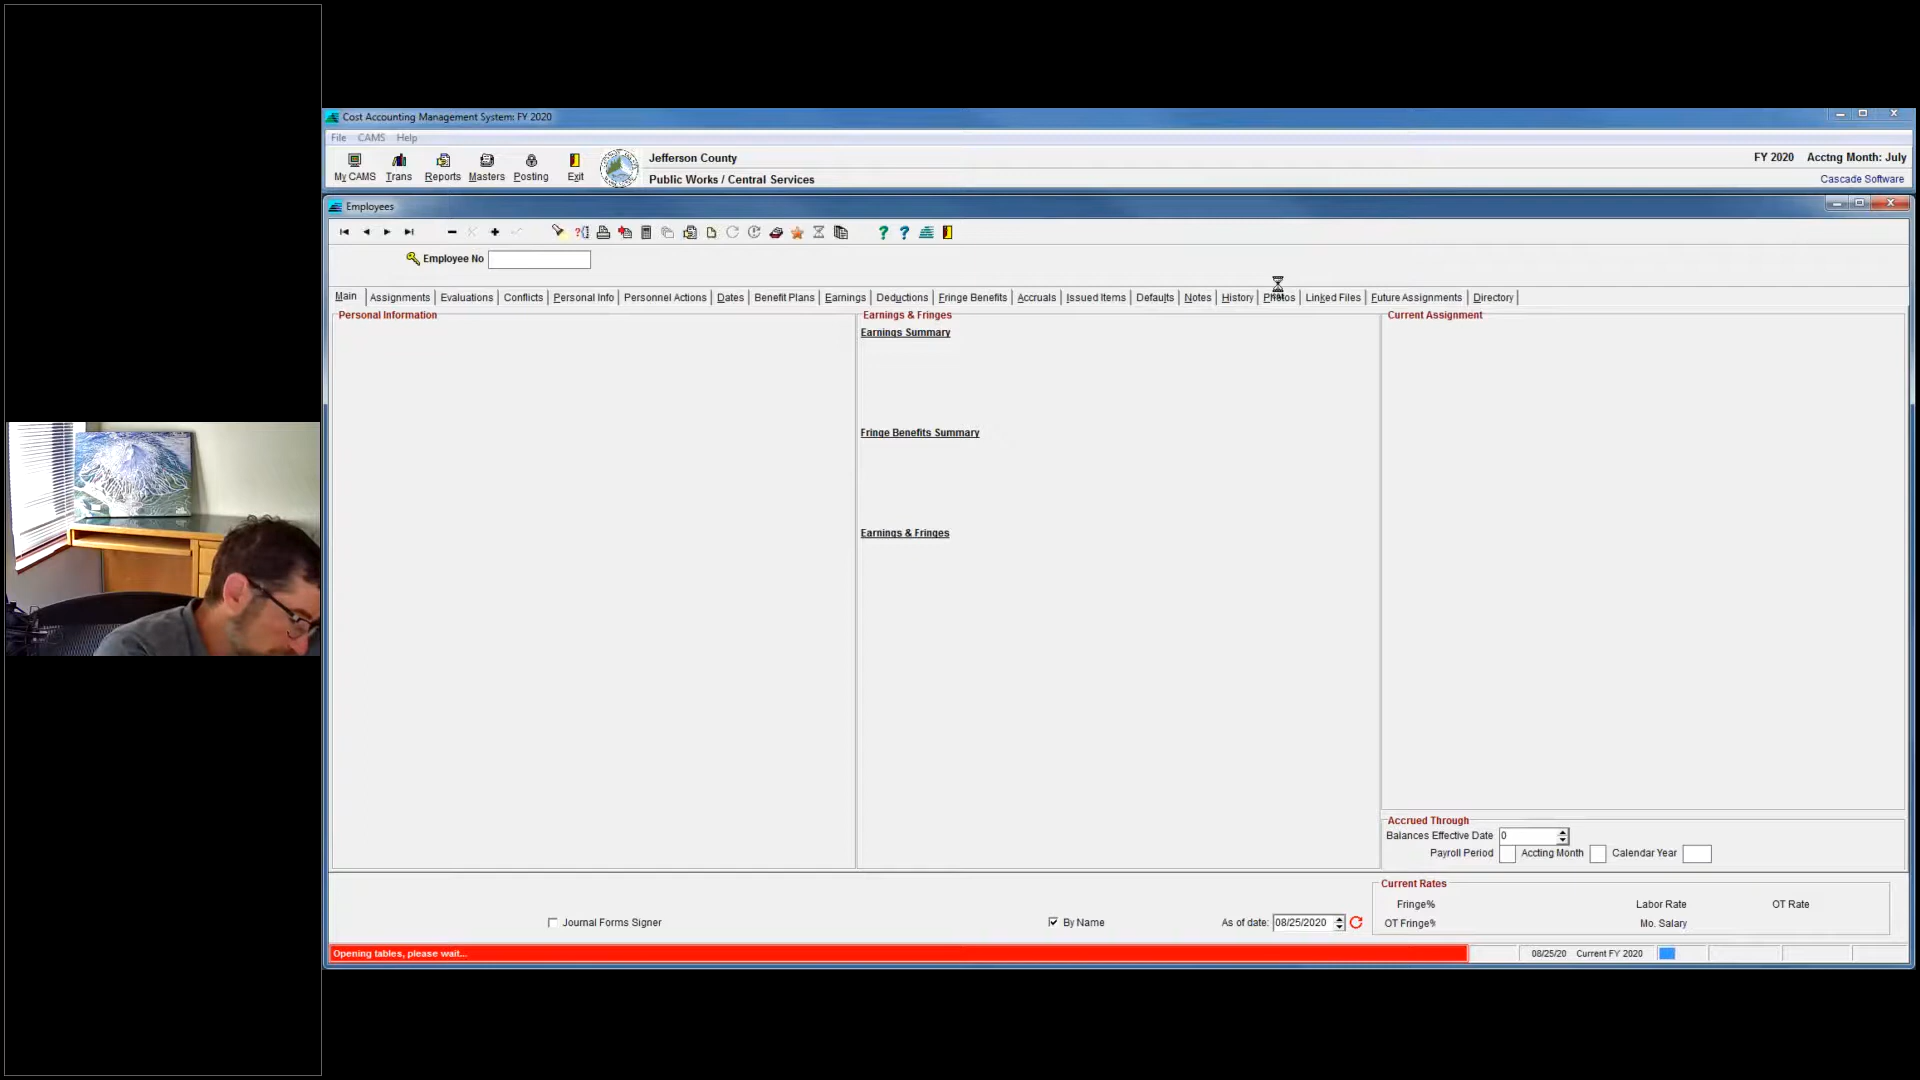 Cost Accounting Management System: FY 2020
File CAMS Help
My CAMS Trans Reports Masters Posting Exit
Jefferson County
Public Works / Central Services
FY 2020 Acctng Month: July
Cascade Software
Employees
Employee No
Main Assignments Evaluations Conflicts Personal Info Personnel Actions Dates Benefit Plans Earnings Deductions Fringe Benefits Accruals Issued Items Defaults Notes History Photos Linked Files Future Assignments Directory
Personal Information
Earnings & Fringes
Earnings Summary
Fringe Benefits Summary
Earnings & Fringes
Current Assignment
Accrued Through
Balances Effective Date 0
Payroll Period Accting Month Calendar Year
Journal Forms Signer
By Name
As of date: 08/25/2020
Current Rates
Fringe% Labor Rate OT Rate
OT Fringe% Mo. Salary
Opening tables, please wait...
08/25/20 Current FY 2020